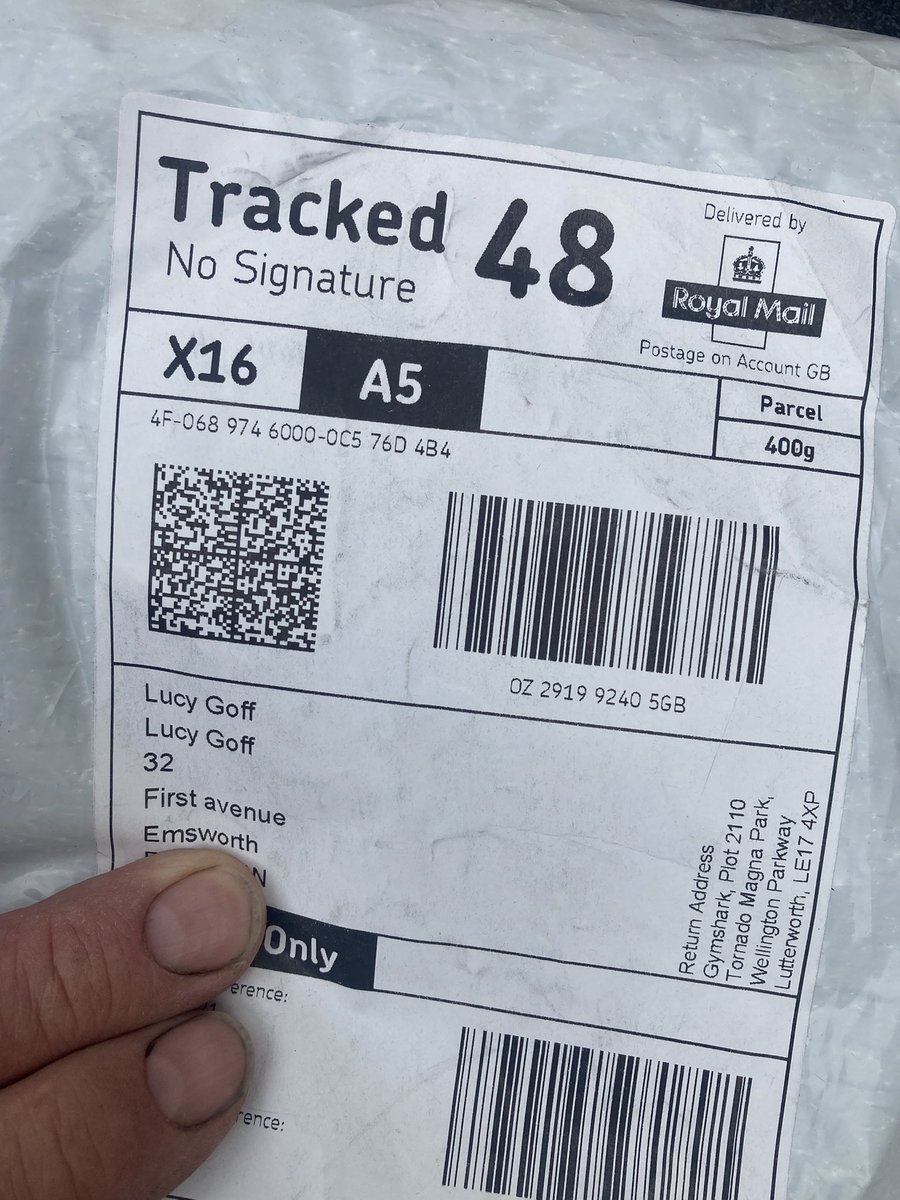 Tracked 48
No Signature
Delivered by
Royal Mail
Postage on Account GB
X16
A5
Parcel
400g
4F-068 974 6000-0C5 76D 4B4
OZ 2919 9240 5GB
Lucy Goff
Lucy Goff
32
First avenue
Emsworth
Return Address
Gymshark, Plot 2110
Tornado Magna Park,
Wellington Parkway
Lutterworth, LE17 4XP
Only